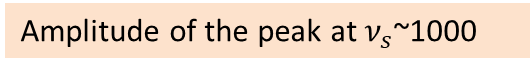 Amplitude of the peak at 𝜈ₛ~1000